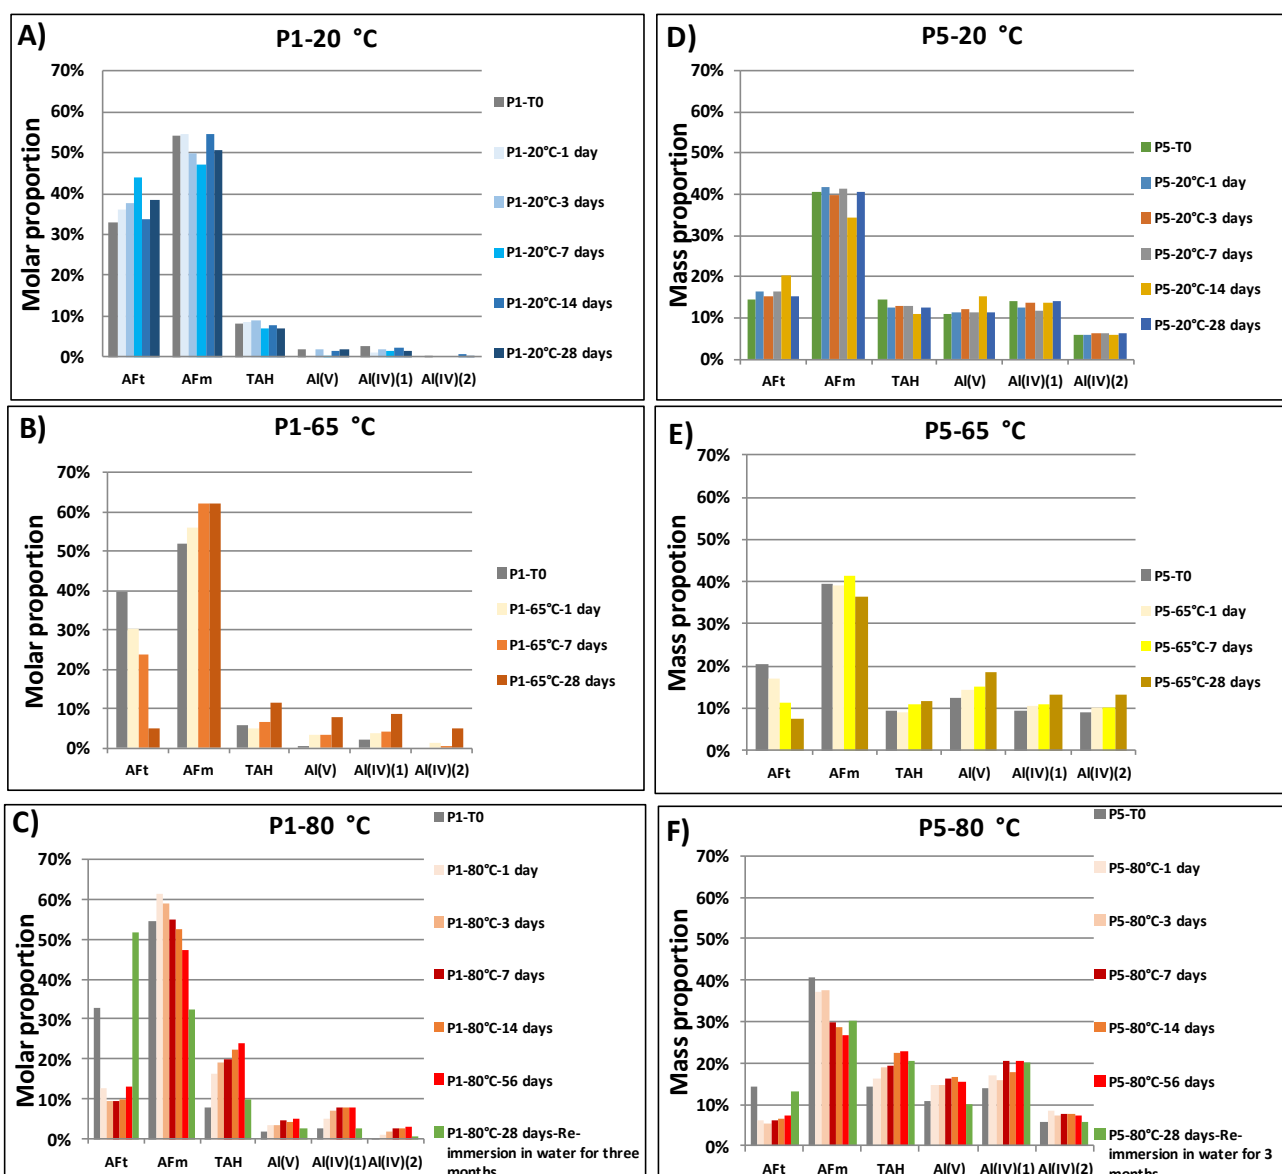 A)
P1-20 °C
Molar proportion
70%
60%
50%
40%
30%
20%
10%
0%
AFt AFm TAH Al(V) Al(IV)(1) Al(IV)(2)
P1-T0
P1-20°C-1 day
P1-20°C-3 days
P1-20°C-7 days
P1-20°C-14 days
P1-20°C-28 days
D)
P5-20 °C
Mass proportion
70%
60%
50%
40%
30%
20%
10%
0%
AFt AFm TAH Al(V) Al(IV)(1) Al(IV)(2)
P5-T0
P5-20°C-1 day
P5-20°C-3 days
P5-20°C-7 days
P5-20°C-14 days
P5-20°C-28 days
B)
P1-65 °C
Molar proportion
70%
60%
50%
40%
30%
20%
10%
0%
AFt AFm TAH Al(V) Al(IV)(1) Al(IV)(2)
P1-T0
P1-65°C-1 day
P1-65°C-7 days
P1-65°C-28 days
E)
P5-65 °C
Mass propotion
70%
60%
50%
40%
30%
20%
10%
0%
AFt AFm TAH Al(V) Al(IV)(1) Al(IV)(2)
P5-T0
P5-65°C-1 day
P5-65°C-7 days
P5-65°C-28 days
C)
P1-80 °C
Molar proportion
70%
60%
50%
40%
30%
20%
10%
0%
AFt AFm TAH Al(V) Al(IV)(1) Al(IV)(2)
P1-T0
P1-80°C-1 day
P1-80°C-3 days
P1-80°C-7 days
P1-80°C-14 days
P1-80°C-56 days
P1-80°C-28 days-Re-
immersion in water for three
months
F)
P5-80 °C
Mass proportion
70%
60%
50%
40%
30%
20%
10%
0%
AFt AFm TAH Al(V) Al(IV)(1) Al(IV)(2)
P5-T0
P5-80°C-1 day
P5-80°C-3 days
P5-80°C-7 days
P5-80°C-14 days
P5-80°C-56 days
P5-80°C-28 days-Re-
immersion in water for 3
months